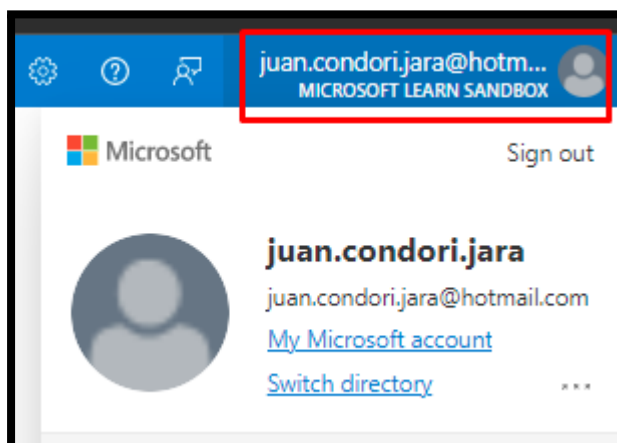 juan.condori.jara@hotm...
MICROSOFT LEARN SANDBOX
Microsoft
Sign out
juan.condori.jara
juan.condori.jara@hotmail.com
My Microsoft account
Switch directory